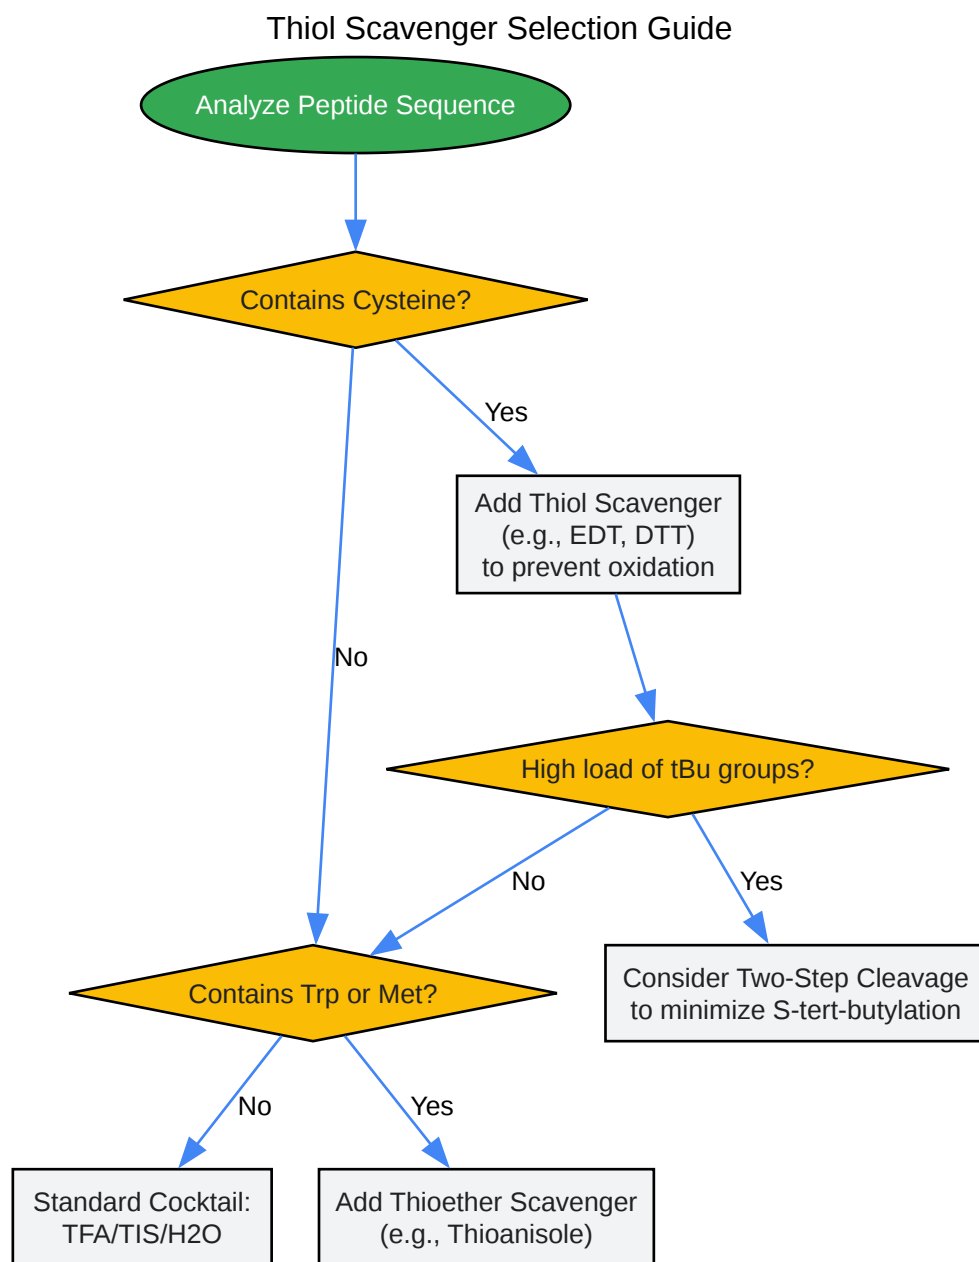 Thiol Scavenger Selection Guide
Analyze Peptide Sequence
Contains Cysteine?
Yes
Add Thiol Scavenger
(e.g., EDT, DTT)
to prevent oxidation
No
High load of tBu groups?
No
Yes
Contains Trp or Met?
Consider Two-Step Cleavage
to minimize S-tert-butylation
No
Yes
Standard Cocktail:
TFA/TIS/H2O
Add Thioether Scavenger
(e.g., Thioanisole)